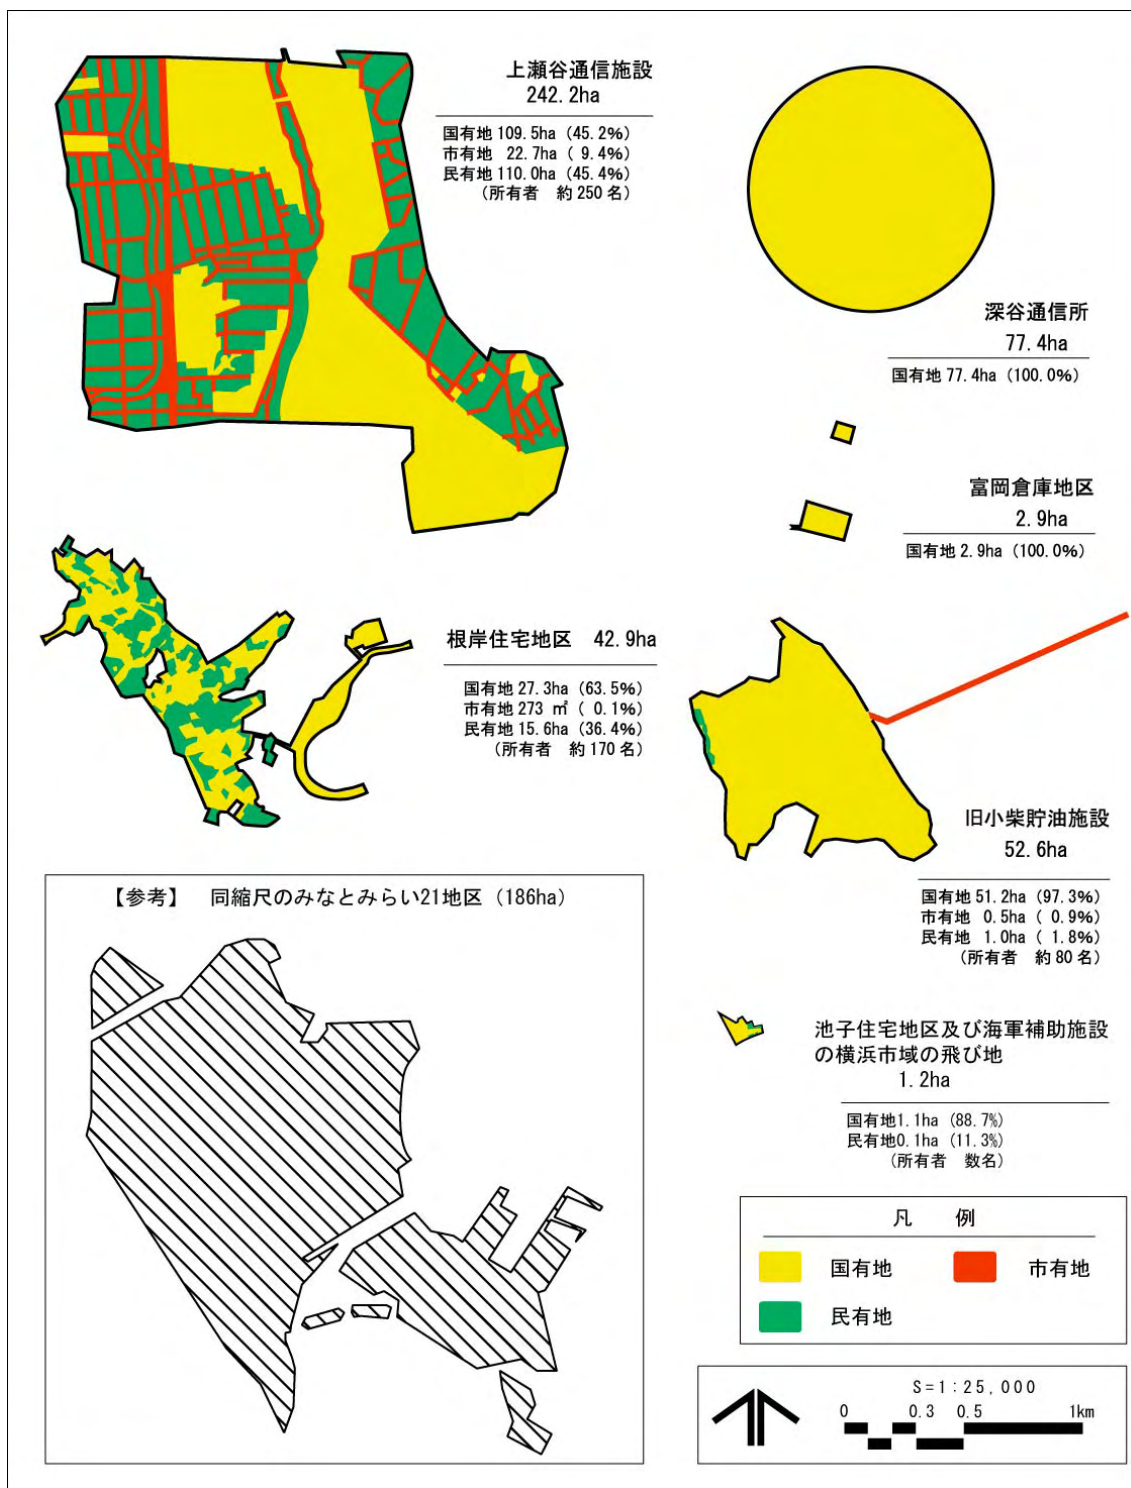 上瀬谷通信施設
242.2ha
国有地 109.5ha (45.2%)
市有地 22.7ha ( 9.4%)
民有地 110.0ha (45.4%)
(所有者 約 250 名)
深谷通信所
77.4ha
国有地 77.4ha (100.0%)
富岡倉庫地区
2.9ha
国有地 2.9ha (100.0%)
根岸住宅地区 42.9ha
国有地 27.3ha (63.5%)
市有地 273 ㎡ ( 0.1%)
民有地 15.6ha (36.4%)
(所有者 約 170 名)
旧小柴貯油施設
52.6ha
国有地 51.2ha (97.3%)
市有地 0.5ha ( 0.9%)
民有地 1.0ha ( 1.8%)
(所有者 約 80 名)
【参考】 同縮尺のみなとみらい21地区 (186ha)
池子住宅地区及び海軍補助施設
の横浜市域の飛び地
1.2ha
国有地1.1ha (88.7%)
民有地0.1ha (11.3%)
(所有者 数名)
凡 例
国有地 市有地
民有地
S=1:25,000
0 0.3 0.5 1km